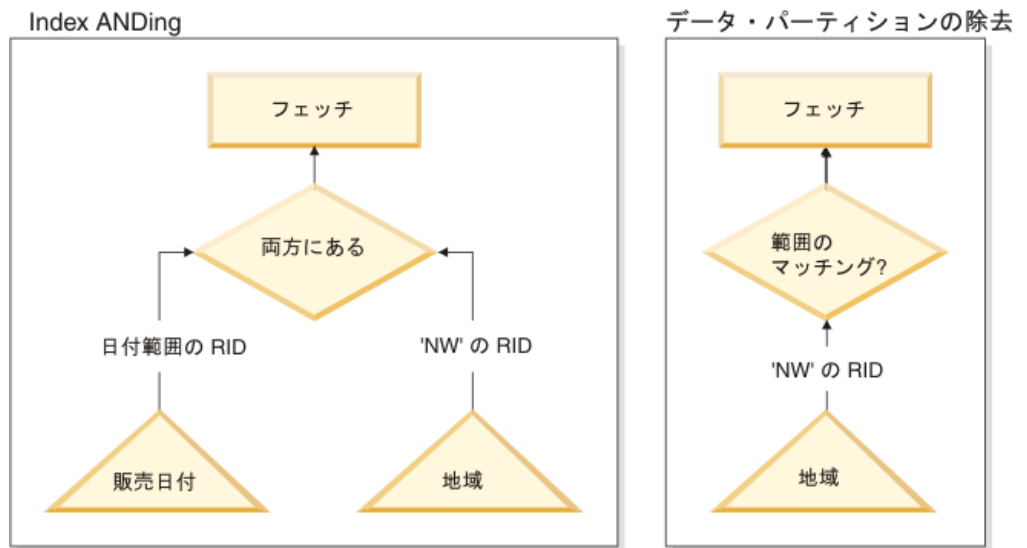 Index ANDing
フェッチ
両方にある
日付範囲の RID
'NW' の RID
販売日付
地域
データ・パーティションの除去
フェッチ
範囲の
マッチング?
'NW' の RID
地域